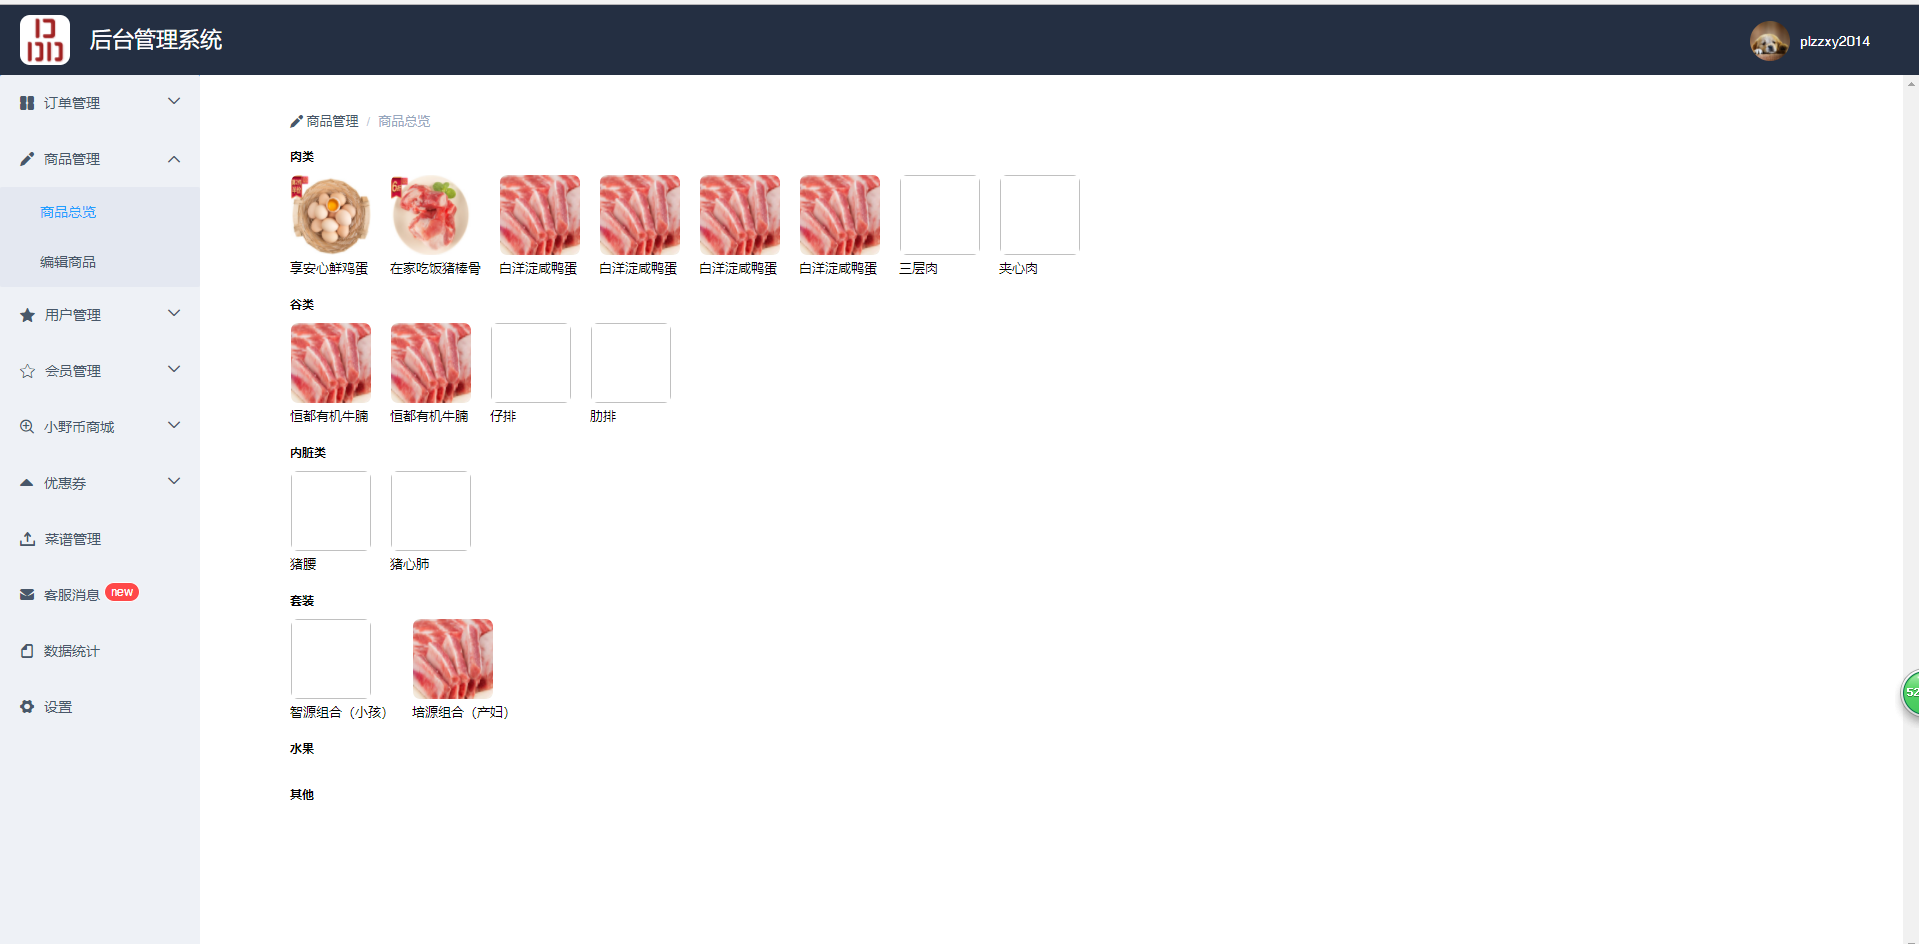 后台管理系统
plzzxy2014
订单管理
商品管理
商品总览
编辑商品
用户管理
会员管理
小野币商城
优惠券
菜谱管理
客服消息 new
数据统计
设置
商品管理 / 商品总览
肉类
享安心鲜鸡蛋 在家吃饭猪棒骨 白洋淀咸鸭蛋 白洋淀咸鸭蛋 白洋淀咸鸭蛋 白洋淀咸鸭蛋 三层肉 夹心肉
谷类
恒都有机牛腩 恒都有机牛腩 仔排 肋排
内脏类
猪腰 猪心肺
套装
智源组合（小孩） 培源组合（产妇）
水果
其他
52